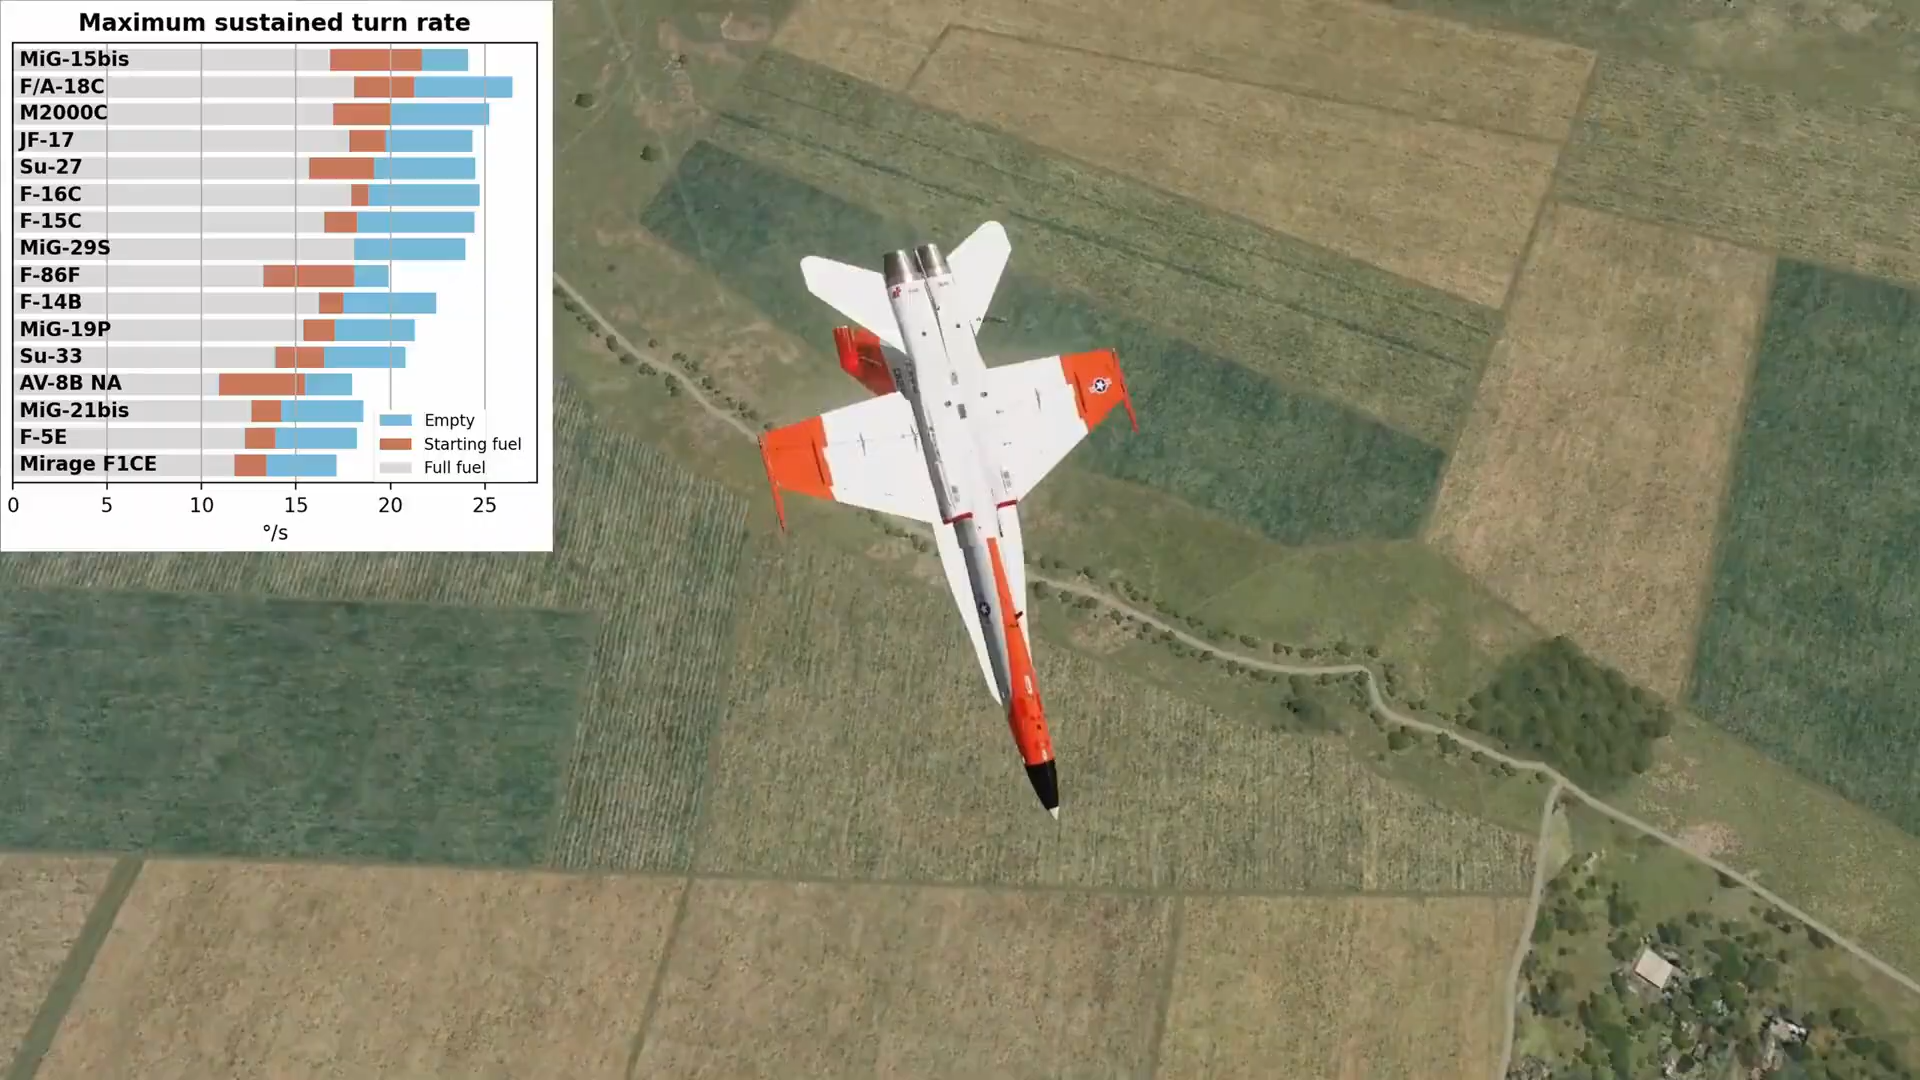 Maximum sustained turn rate
MiG-15bis
F/A-18C
M2000C
JF-17
Su-27
F-16C
F-15C
MiG-29S
F-86F
F-14B
MiG-19P
Su-33
AV-8B NA
MiG-21bis
F-5E
Mirage F1CE
Empty
Starting fuel
Full fuel
0 5 10 15 20 25
°/s